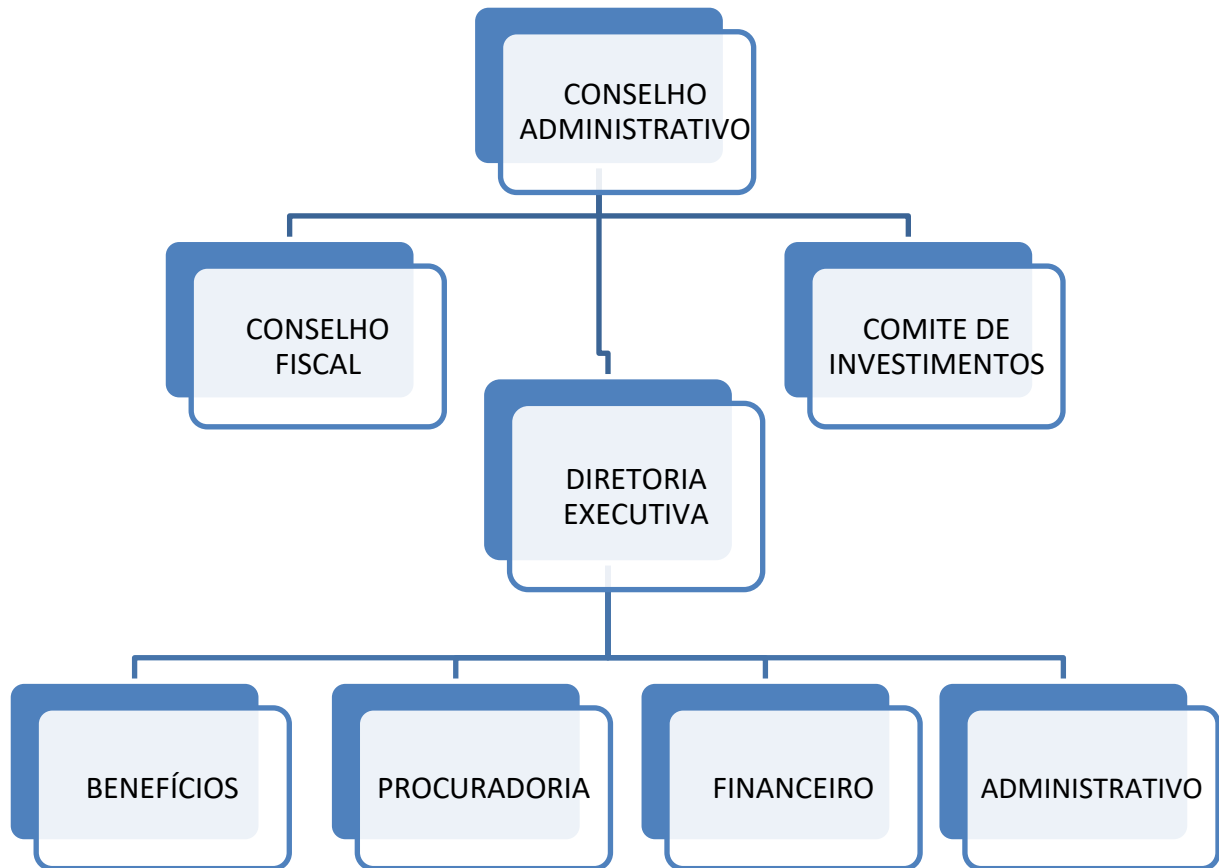 CONSELHO
ADMINISTRATIVO
CONSELHO
FISCAL
COMITE DE
INVESTIMENTOS
DIRETORIA
EXECUTIVA
BENEFÍCIOS
PROCURADORIA
FINANCEIRO
ADMINISTRATIVO